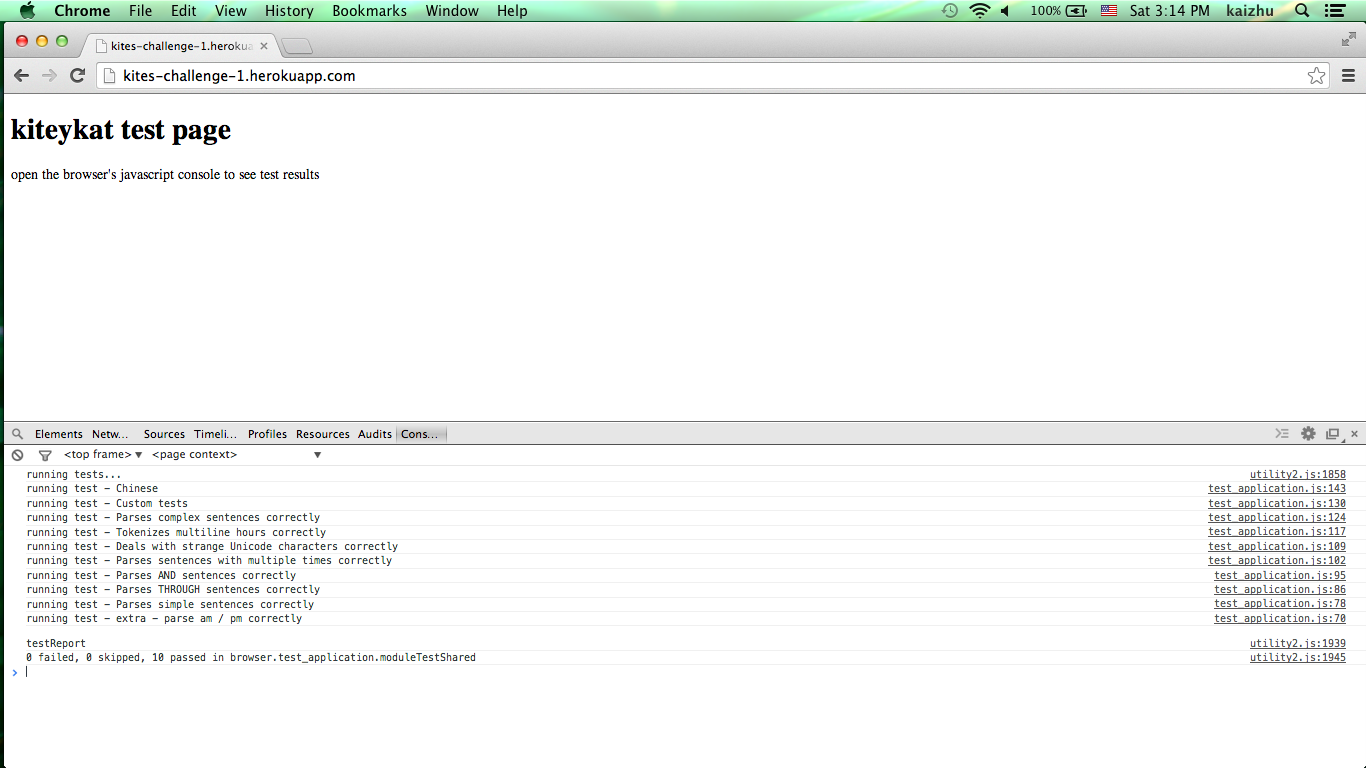 Chrome File Edit View History Bookmarks Window Help 100% Sat 3:14 PM kaizhu
kites-challenge-1.heroku
kites-challenge-1.herokuapp.com
kiteykat test page
open the browser's javascript console to see test results
Elements Netw... Sources Timeli... Profiles Resources Audits Cons...
<top frame> <page context>
running tests... utility2.js:1858
running test - Chinese test_application.js:143
running test - Custom tests test_application.js:130
running test - Parses complex sentences correctly test_application.js:124
running test - Tokenizes multiline hours correctly test_application.js:117
running test - Deals with strange Unicode characters correctly test_application.js:109
running test - Parses sentences with multiple times correctly test_application.js:102
running test - Parses AND sentences correctly test_application.js:95
running test - Parses THROUGH sentences correctly test_application.js:86
running test - Parses simple sentences correctly test_application.js:78
running test - extra - parse am / pm correctly test_application.js:70
testReport utility2.js:1939
0 failed, 0 skipped, 10 passed in browser.test_application.moduleTestShared utility2.js:1945